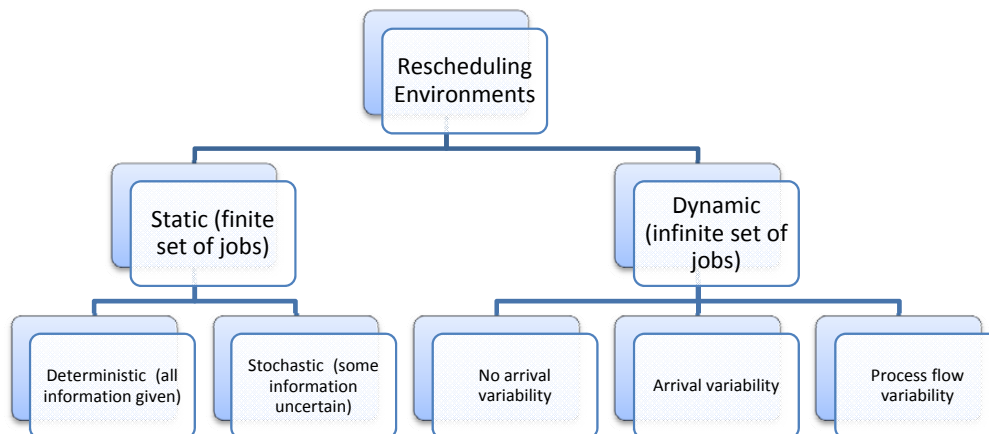 Rescheduling
Environments
Static (finite
set of jobs)
Dynamic
(infinite set of
jobs)
Deterministic (all
information given)
Stochastic (some
information
uncertain)
No arrival
variability
Arrival variability
Process flow
variability